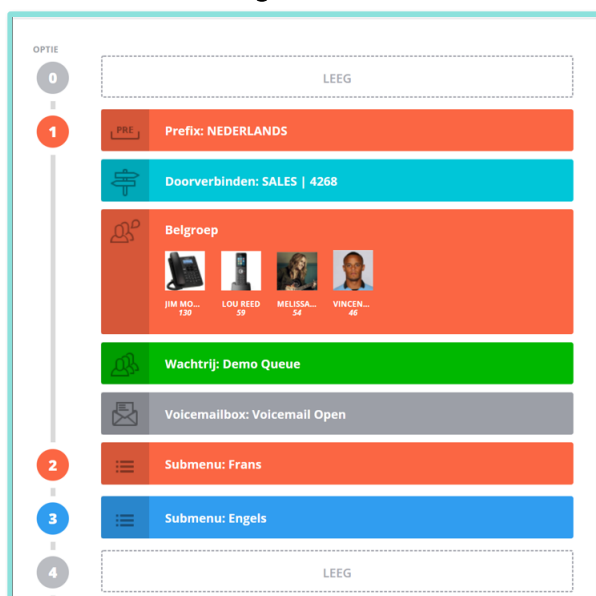 OPTIE
0
LEEG
1
PRE
Prefix: NEDERLANDS
Doorverbinden: SALES | 4268
Belgroep
JIM MO... LOU REED MELISSA... VINCEN...
130 59 54 46
Wachtrij: Demo Queue
Voicemailbox: Voicemail Open
2
Submenu: Frans
3
Submenu: Engels
4
LEEG